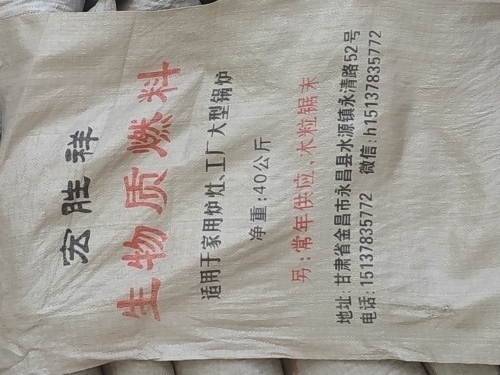 宏胜祥
生物质燃料
适用于家用炉灶、工厂大型锅炉
净重:40公斤
另:常年供应,木粒锯末
地址:甘肃省金昌市永昌县水源镇永清路52号
电话:15137835772 微信:h15137835772